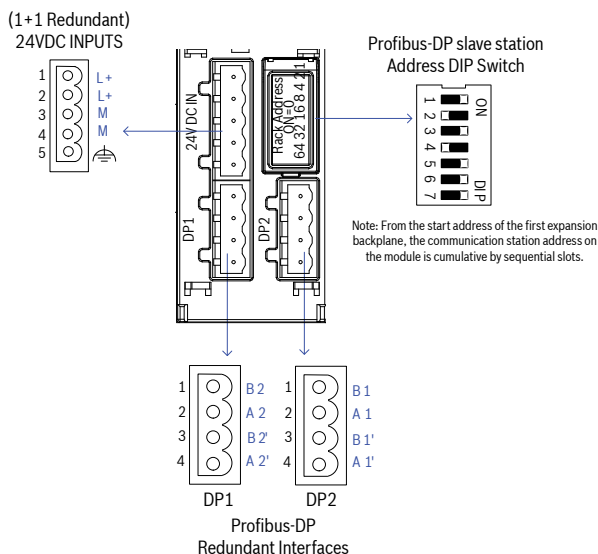 (1+1 Redundant)
24VDC INPUTS
1 L+
2 L+
3 M
4 M
5
24V DC IN
Rack Address
ON=0
64 32 16 8 4 2 1
DP1
DP2
Profibus-DP slave station
Address DIP Switch
ON
1
2
3
4
5
6
7
DIP
Note: From the start address of the first expansion
backplane, the communication station address on
the module is cumulative by sequential slots.
1 B 2
2 A 2
3 B 2'
4 A 2'
DP1
1 B 1
2 A 1
3 B 1'
4 A 1'
DP2
Profibus-DP
Redundant Interfaces